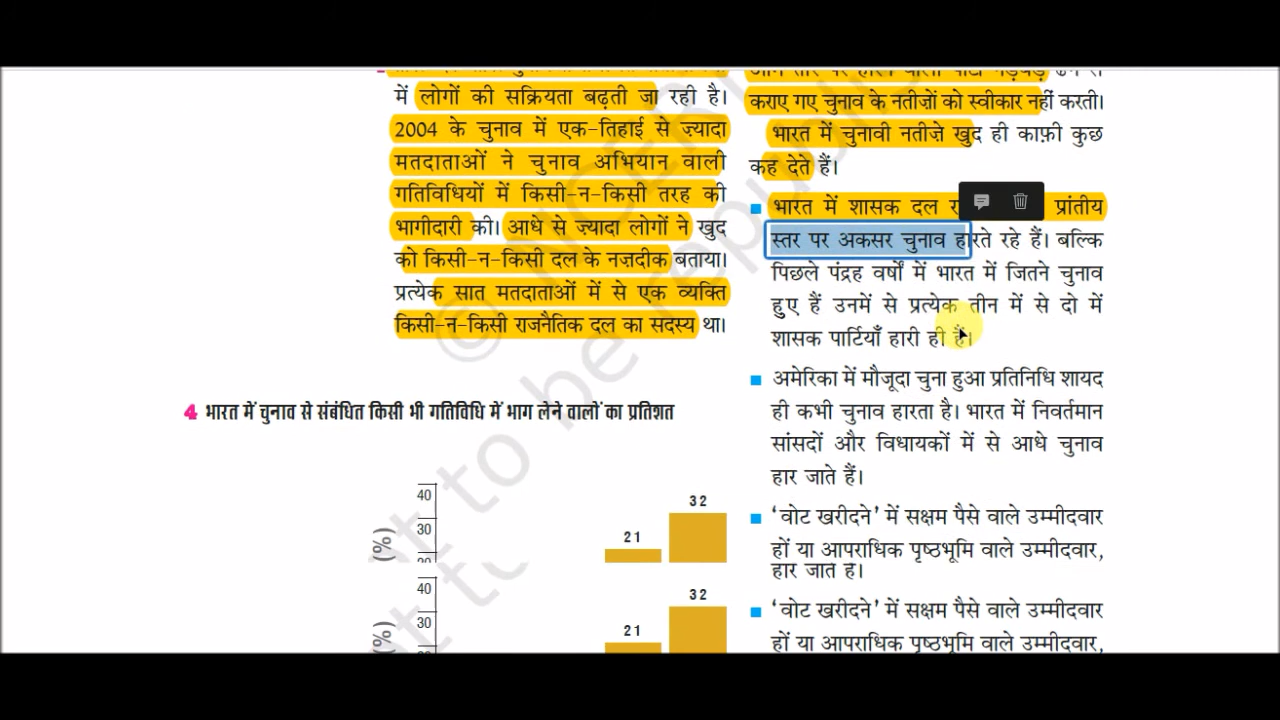 में लोगों की सक्रियता बढ़ती जा रही है।
2004 के चुनाव में एक-तिहाई से ज़्यादा
मतदाताओं ने चुनाव अभियान वाली
गतिविधियों में किसी-न-किसी तरह की
भागीदारी की। आधे से ज़्यादा लोगों ने खुद
को किसी-न-किसी दल के नज़दीक बताया।
प्रत्येक सात मतदाताओं में से एक व्यक्ति
किसी-न-किसी राजनैतिक दल का सदस्य था।
4 भारत में चुनाव से संबंधित किसी भी गतिविधि में भाग लेने वालों का प्रतिशत
40
32
30
21
(%)
40
32
30
21
(%)
कराए गए चुनाव के नतीजों को स्वीकार नहीं करती।
भारत में चुनावी नतीज़े खुद ही काफ़ी कुछ
कह देते हैं।
भारत में शासक दल प्रांतीय
स्तर पर अकसर चुनाव हारते रहे हैं। बल्कि
पिछले पंद्रह वर्षों में भारत में जितने चुनाव
हुए हैं उनमें से प्रत्येक तीन में से दो में
शासक पार्टियाँ हारी ही हैं।
अमेरिका में मौजूदा चुना हुआ प्रतिनिधि शायद
ही कभी चुनाव हारता है। भारत में निवर्तमान
सांसदों और विधायकों में से आधे चुनाव
हार जाते हैं।
'वोट खरीदने' में सक्षम पैसे वाले उम्मीदवार
हों या आपराधिक पृष्ठभूमि वाले उम्मीदवार,
'वोट खरीदने' में सक्षम पैसे वाले उम्मीदवार
हों या आपराधिक पृष्ठभूमि वाले उम्मीदवार,